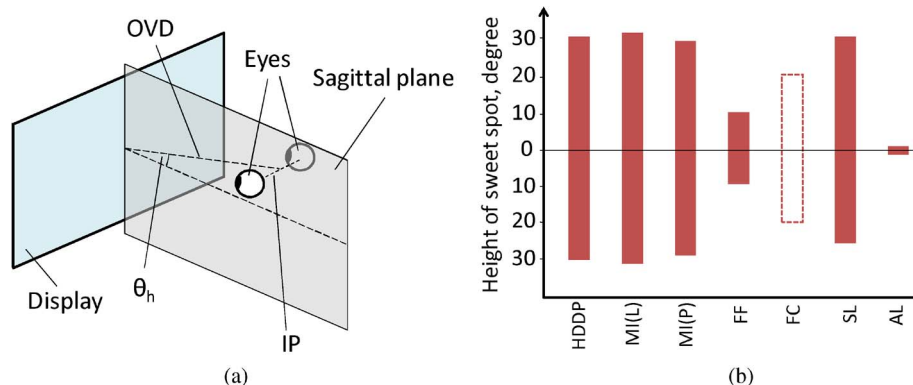 (a)
OVD
Eyes
Sagittal plane
Display
θh
IP
(a)
(b)
Height of sweet spot, degree
30
20
10
0
10
20
30
HDDP
MI(L)
MI(P)
FF
FC
SL
AL
(b)